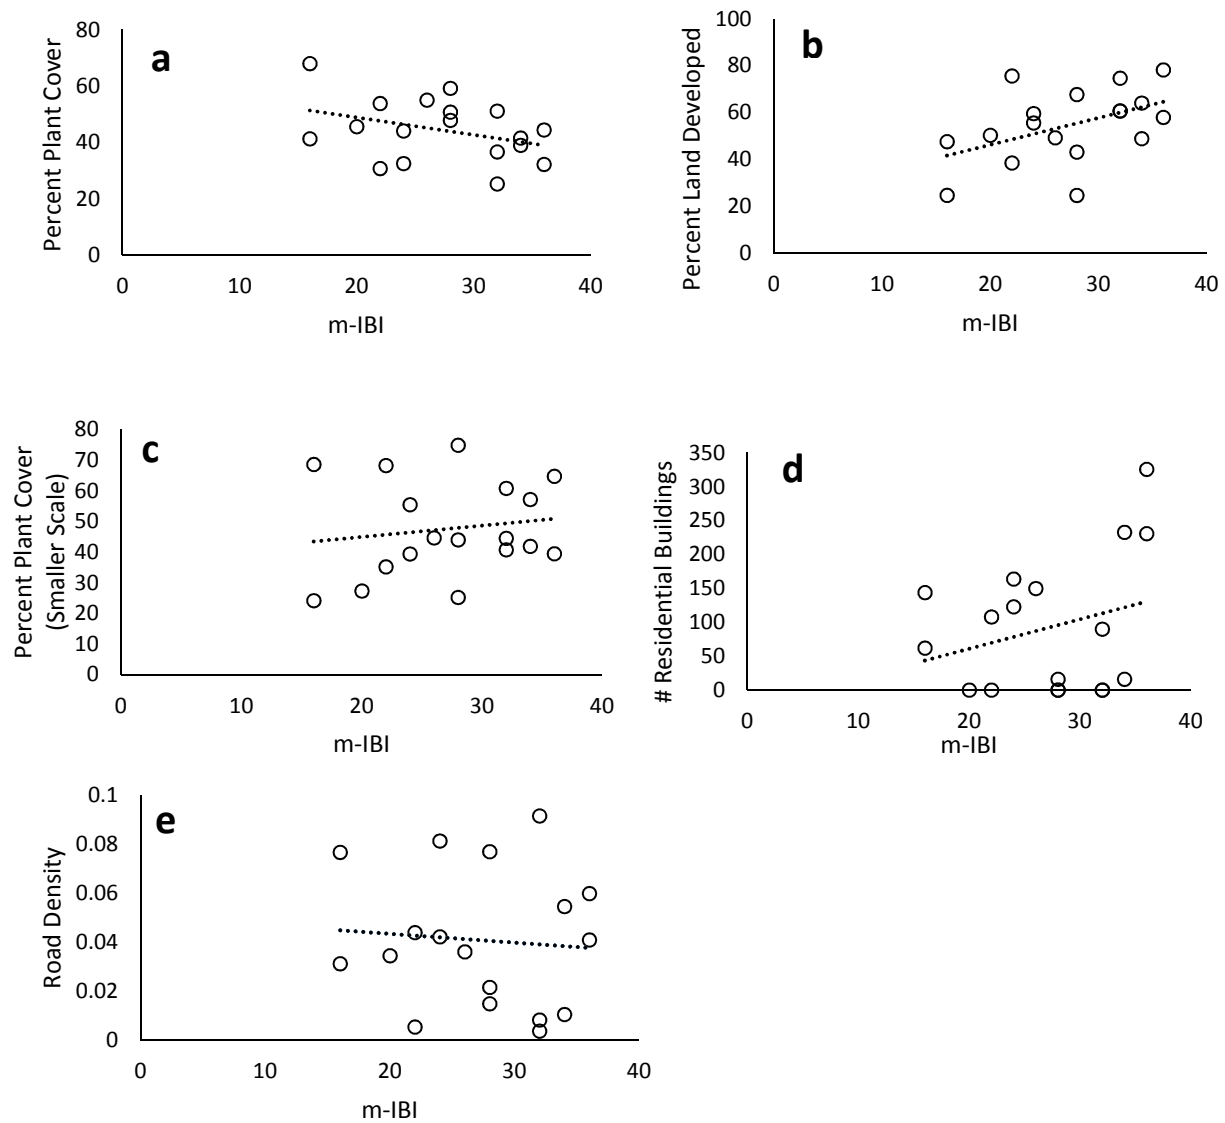 a
Percent Plant Cover
80
60
40
20
0
0 10 20 30 40
m-IBI
b
Percent Land Developed
100
80
60
40
20
0
0 10 20 30 40
m-IBI
c
Percent Plant Cover
(Smaller Scale)
80
70
60
50
40
30
20
10
0
0 10 20 30 40
m-IBI
d
# Residential Buildings
350
300
250
200
150
100
50
0
0 10 20 30 40
m-IBI
e
Road Density
0.1
0.08
0.06
0.04
0.02
0
0 10 20 30 40
m-IBI